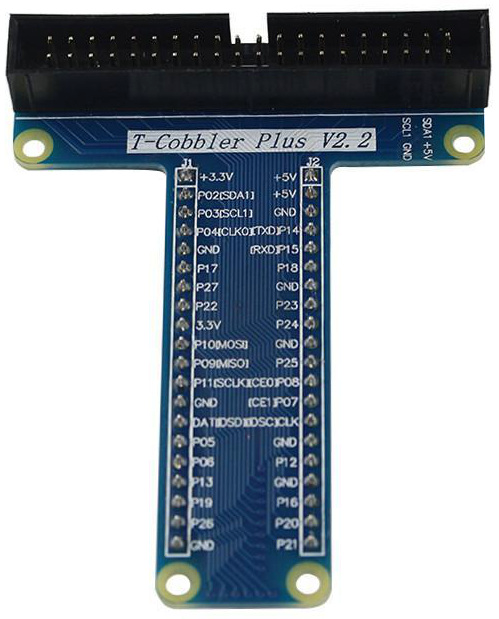 SDA1 +5V
SCL1 GND
T-Cobbler Plus V2.2
J1 J2
+3.3V +5V
P02[SDA1] +5V
P03[SCL1] GND
P04[CLK0][TXD]P14
GND [RXD]P15
P17 P18
P27 GND
P22 P23
3.3V P24
P10[MOSI] GND
P09[MISO] P25
P11[SCLK][CE0]P08
GND [CE1]P07
DAT[DSD][DSC]CLK
P05 GND
P06 P12
P13 GND
P19 P16
P26 P20
GND P21